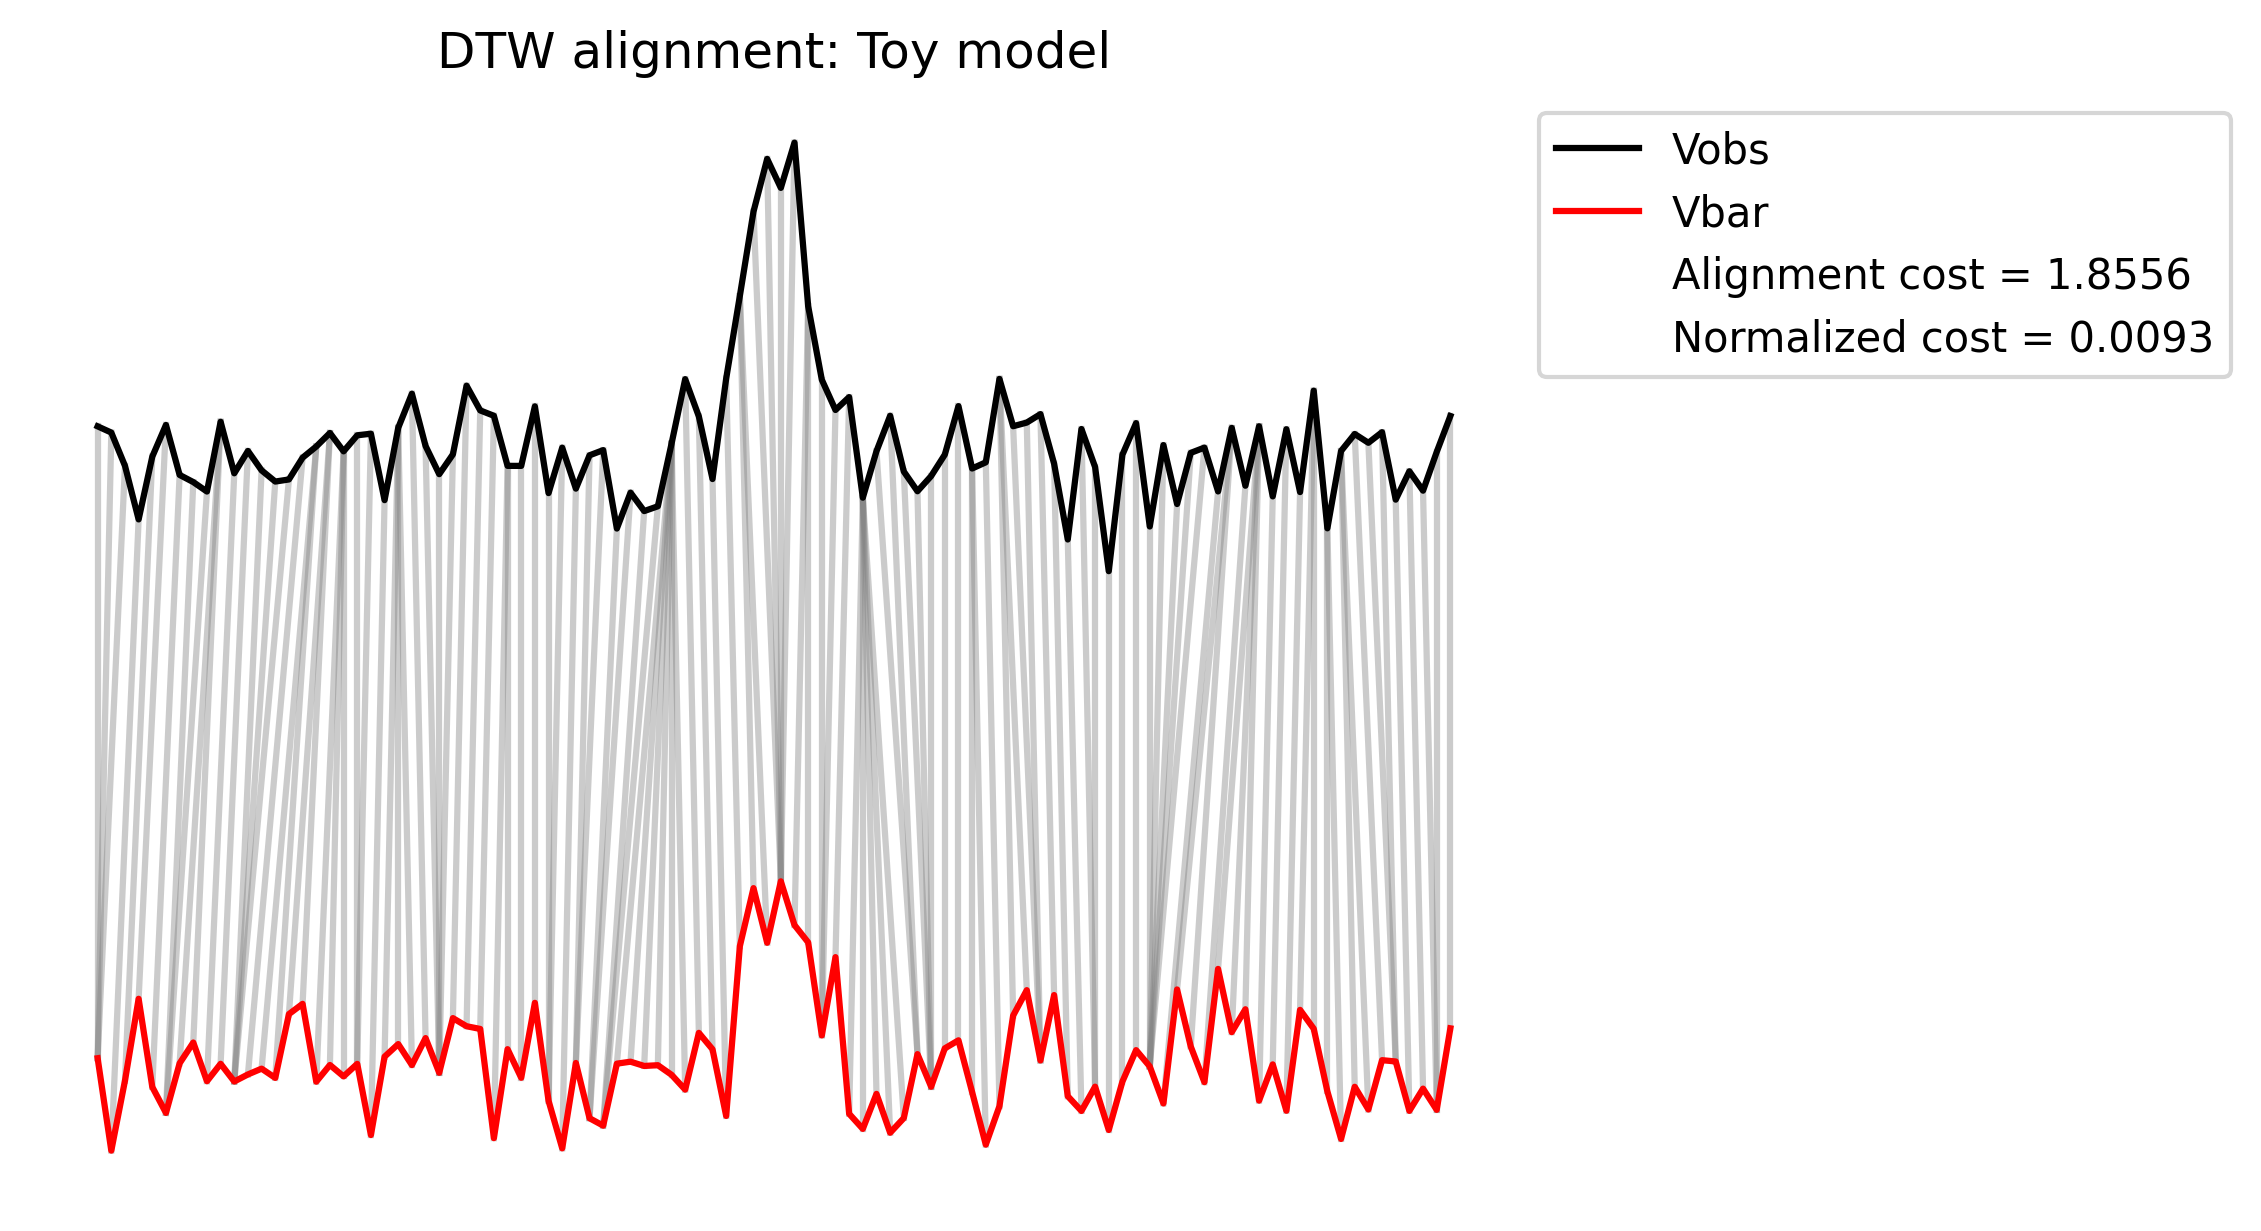 DTW alignment: Toy model
Vobs
Vbar
Alignment cost = 1.8556
Normalized cost = 0.0093